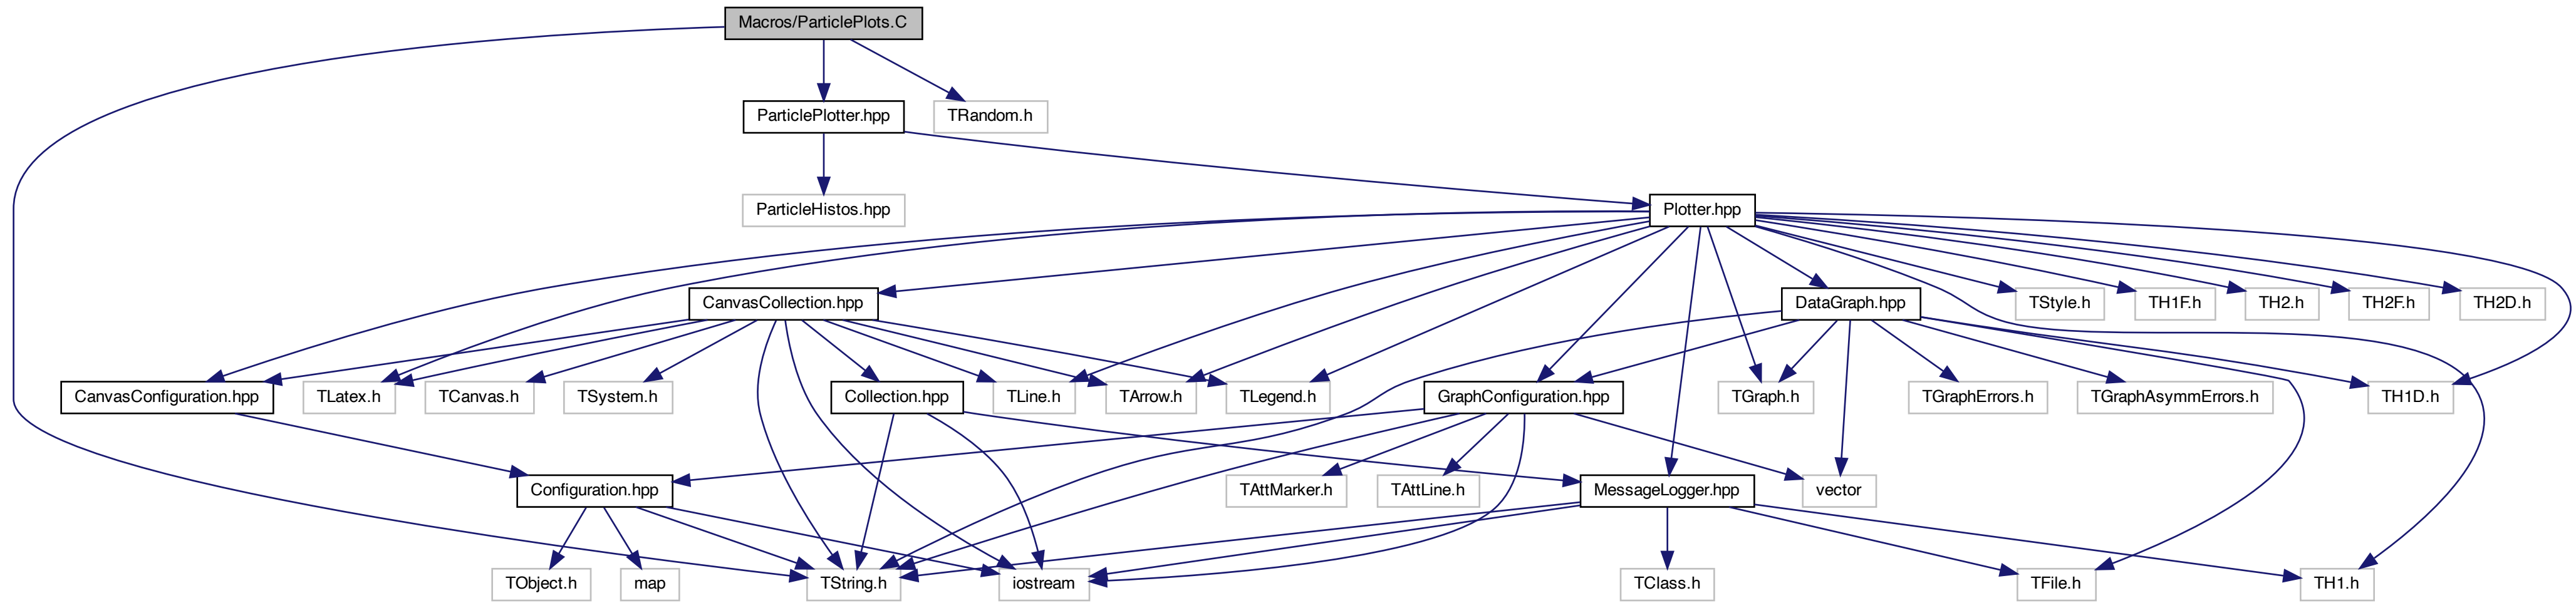 Macros/ParticlePlots.C
ParticlePlotter.hpp
TRandom.h
ParticleHistos.hpp
Plotter.hpp
CanvasCollection.hpp
DataGraph.hpp
TStyle.h
TH1F.h
TH2.h
TH2F.h
TH2D.h
CanvasConfiguration.hpp
TLatex.h
TCanvas.h
TSystem.h
Collection.hpp
TLine.h
TArrow.h
TLegend.h
GraphConfiguration.hpp
TGraph.h
TGraphErrors.h
TGraphAsymmErrors.h
TH1D.h
Configuration.hpp
TAttMarker.h
TAttLine.h
MessageLogger.hpp
vector
TObject.h
map
TString.h
iostream
TClass.h
TFile.h
TH1.h